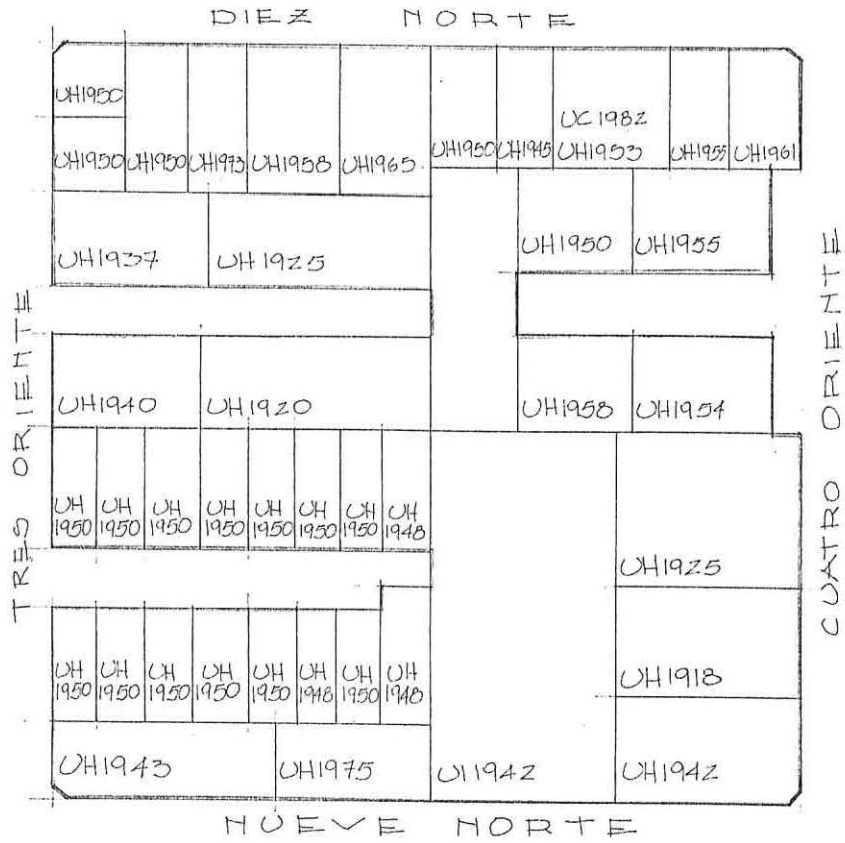 DIEZ NORTE
UH1950
UC1982
UH1950 UH1950 UH1973 UH1958 UH1965 UH1950 UH1945 UH1953 UH1955 UH1961
UH1937 UH1925 UH1950 UH1955
TRES ORIENTE
CUATRO ORIENTE
UH1940 UH1920 UH1958 UH1954
UH UH UH UH UH UH UH UH
1950 1950 1950 1950 1950 1950 1950 1948
UH1925
UH UH UH UH UH UH UH UH
1950 1950 1950 1950 1950 1948 1950 1948
UH1918
UH1943 UH1975 UI1942 UH1942
NUEVE NORTE